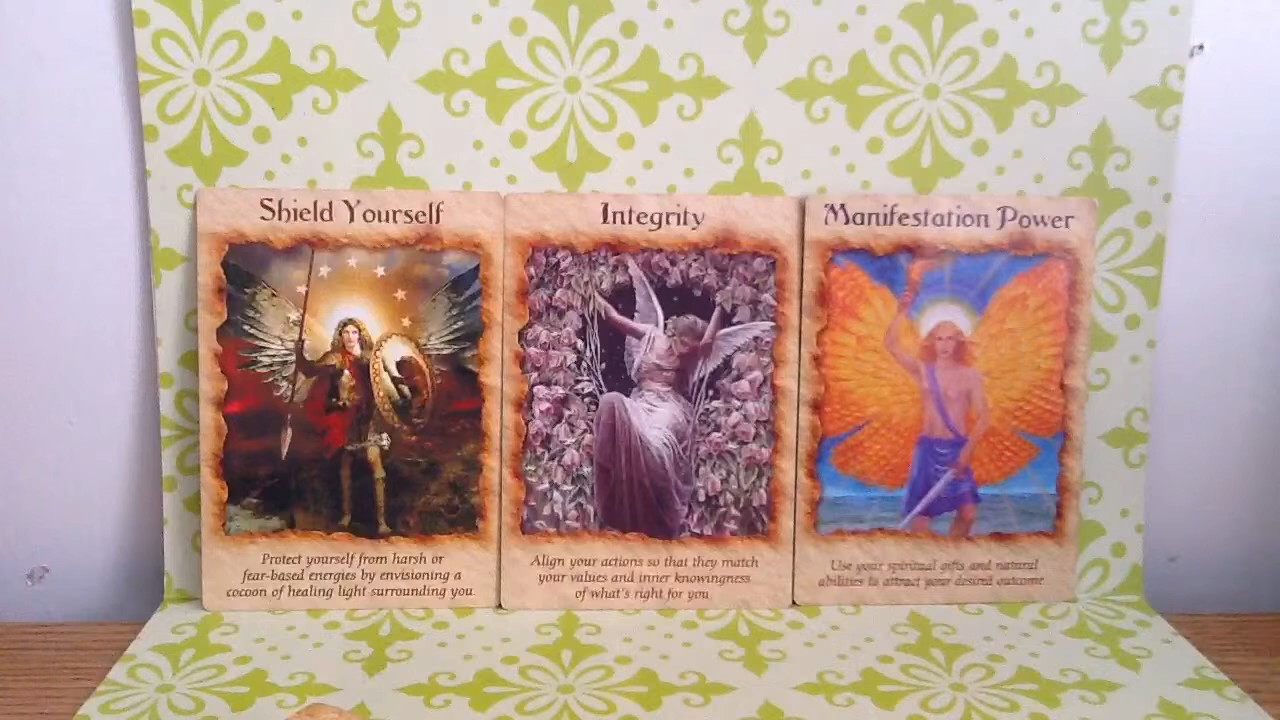 Shield Yourself
Protect yourself from harsh or
fear-based energies by envisioning a
cocoon of healing light surrounding you.
Integrity
Align your actions so that they match
your values and inner knowingness
of what's right for you
Manifestation Power
Use your spiritual gifts and natural
abilities to attract your desired outcome